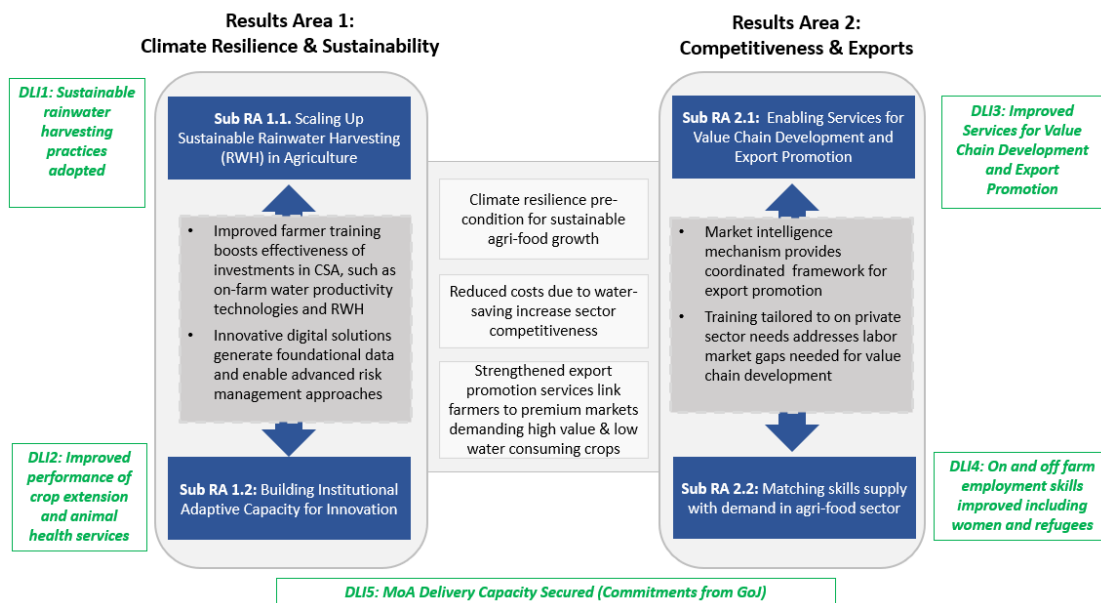 Results Area 1:
Climate Resilience & Sustainability
DLI1: Sustainable
rainwater
harvesting
practices
adopted
Sub RA 1.1. Scaling Up
Sustainable Rainwater Harvesting
(RWH) in Agriculture
• Improved farmer training
boosts effectiveness of
investments in CSA, such as
on-farm water productivity
technologies and RWH
• Innovative digital solutions
generate foundational data
and enable advanced risk
management approaches
DLI2: Improved
performance of
crop extension
and animal
health services
Sub RA 1.2: Building Institutional
Adaptive Capacity for Innovation
Climate resilience pre-
condition for sustainable
agri-food growth
Reduced costs due to water-
saving increase sector
competitiveness
Strengthened export
promotion services link
farmers to premium markets
demanding high value & low
water consuming crops
Results Area 2:
Competitiveness & Exports
Sub RA 2.1: Enabling Services for
Value Chain Development and
Export Promotion
DLI3: Improved
Services for Value
Chain Development
and Export
Promotion
• Market intelligence
mechanism provides
coordinated framework for
export promotion
• Training tailored to on private
sector needs addresses labor
market gaps needed for value
chain development
Sub RA 2.2: Matching skills supply
with demand in agri-food sector
DLI4: On and off farm
employment skills
improved including
women and refugees
DLI5: MoA Delivery Capacity Secured (Commitments from GoJ)